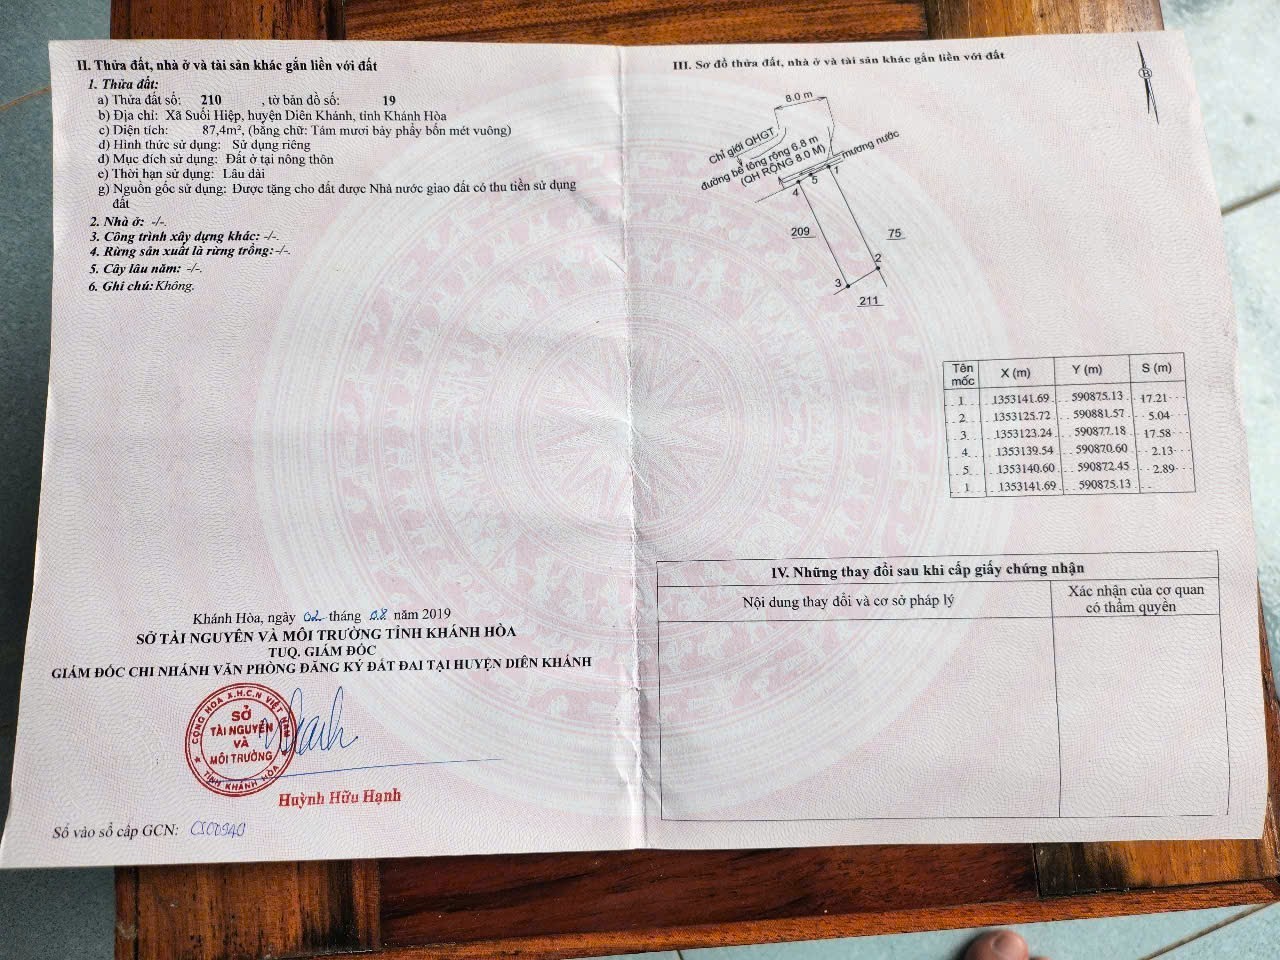 II. Thửa đất, nhà ở và tài sản khác gắn liền với đất
1. Thửa đất:
a) Thửa đất số: 210 , tờ bản đồ số: 19
b) Địa chỉ: Xã Suối Hiệp, huyện Diên Khánh, tỉnh Khánh Hòa
c) Diện tích: 87,4m², (bằng chữ: Tám mươi bảy phẩy bốn mét vuông)
d) Hình thức sử dụng: Sử dụng riêng
đ) Mục đích sử dụng: Đất ở tại nông thôn
e) Thời hạn sử dụng: Lâu dài
g) Nguồn gốc sử dụng: Được tặng cho đất được Nhà nước giao đất có thu tiền sử dụng
đất
2. Nhà ở: -/-.
3. Công trình xây dựng khác: -/-.
4. Rừng sản xuất là rừng trồng: -/-.
5. Cây lâu năm: -/-.
6. Ghi chú: Không.
Khánh Hòa, ngày 02 tháng 08 năm 2019
SỞ TÀI NGUYÊN VÀ MÔI TRƯỜNG TỈNH KHÁNH HÒA
TUQ. GIÁM ĐỐC
GIÁM ĐỐC CHI NHÁNH VĂN PHÒNG ĐĂNG KÝ ĐẤT ĐAI TẠI HUYỆN DIÊN KHÁNH
CỘNG HÒA X.H.C.N VIỆT NAM
SỞ
TÀI NGUYÊN
VÀ
MÔI TRƯỜNG
TỈNH KHÁNH HÒA
Huỳnh Hữu Hạnh
Số vào sổ cấp GCN: CS00940
III. Sơ đồ thửa đất, nhà ở và tài sản khác gắn liền với đất
B
8.0 m
Chỉ giới QHGT
đường bê tông rộng 6.8 m
(QH RỘNG 8.0 M)
mương nước
4 5 1
209
75
2
3
211
Tên mốc X (m) Y (m) S (m)
1 1353141.69 590875.13 17.21
2 1353125.72 590881.57 5.04
3 1353123.24 590877.18 17.58
4 1353139.54 590870.60 2.13
5 1353140.60 590872.45 2.89
1 1353141.69 590875.13
IV. Những thay đổi sau khi cấp giấy chứng nhận
Nội dung thay đổi và cơ sở pháp lý
Xác nhận của cơ quan
có thẩm quyền